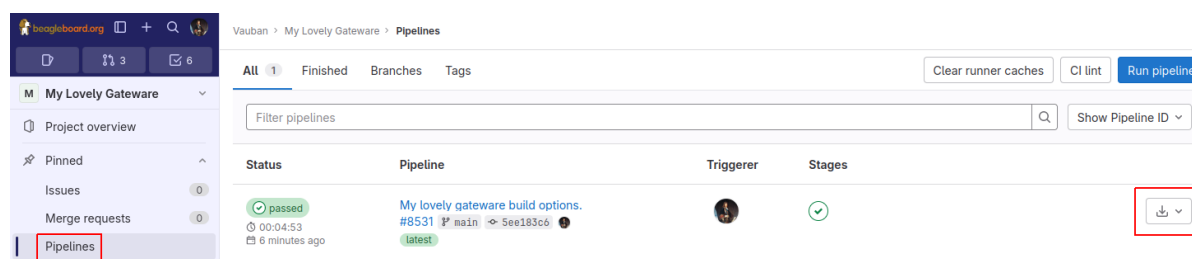 beagleboard.org
3
6
M My Lovely Gateware
Project overview
Pinned
Issues 0
Merge requests 0
Pipelines
Vauban > My Lovely Gateware > Pipelines
All 1 Finished Branches Tags
Clear runner caches CI lint Run pipeline
Filter pipelines
Show Pipeline ID
Status Pipeline Triggerer Stages
passed
00:04:53
6 minutes ago
My lovely gateware build options.
#8531 main 5ee183c6
latest